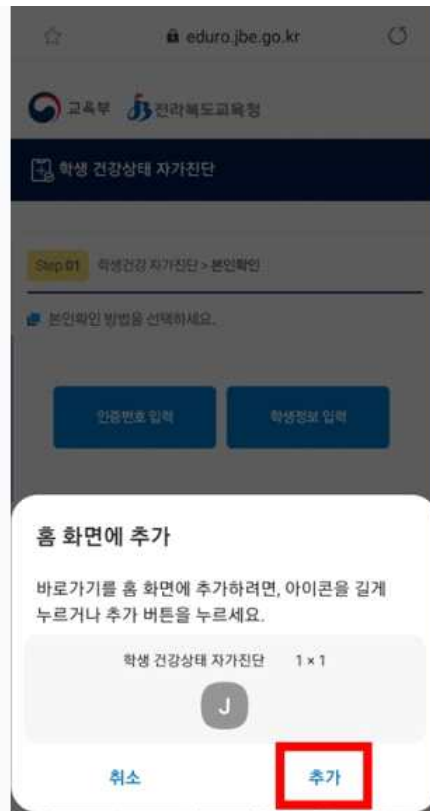 eduro.jbe.go.kr
교육부 전라북도교육청
학생 건강상태 자가진단
Step 01 학생건강 자가진단 > 본인확인
본인확인 방법을 선택하세요.
인증번호 입력 학생정보 입력
홈 화면에 추가
바로가기를 홈 화면에 추가하려면, 아이콘을 길게
누르거나 추가 버튼을 누르세요.
학생 건강상태 자가진단 1 × 1
J
취소 추가